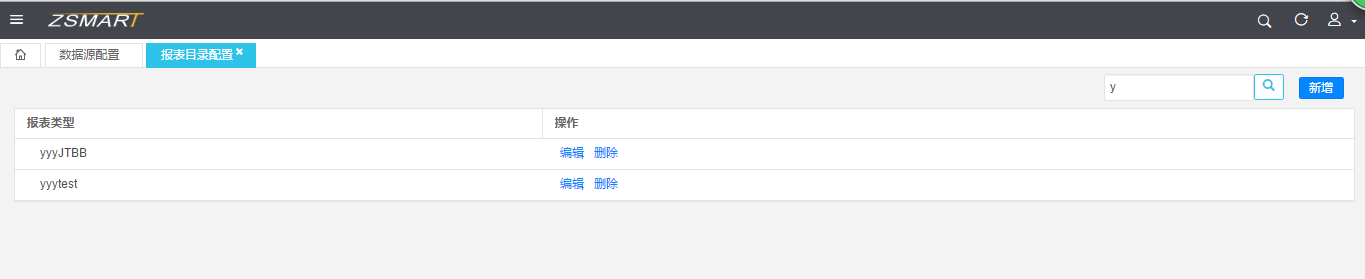 ZSMART
数据源配置 报表目录配置
y 新增
报表类型 操作
yyyJTBB 编辑 删除
yyytest 编辑 删除